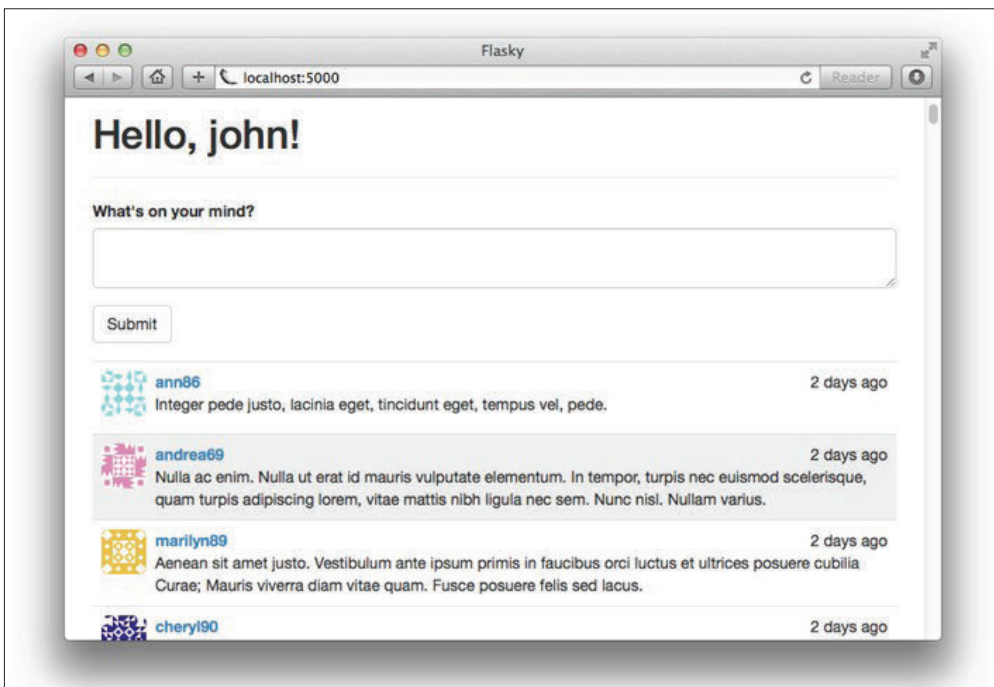 Flasky
localhost:5000
Reader
Hello, john!
What's on your mind?
Submit
ann86
2 days ago
Integer pede justo, lacinia eget, tincidunt eget, tempus vel, pede.
andrea69
2 days ago
Nulla ac enim. Nulla ut erat id mauris vulputate elementum. In tempor, turpis nec euismod scelerisque,
quam turpis adipiscing lorem, vitae mattis nibh ligula nec sem. Nunc nisl. Nullam varius.
marilyn89
2 days ago
Aenean sit amet justo. Vestibulum ante ipsum primis in faucibus orci luctus et ultrices posuere cubilia
Curae; Mauris viverra diam vitae quam. Fusce posuere felis sed lacus.
cheryl90
2 days ago